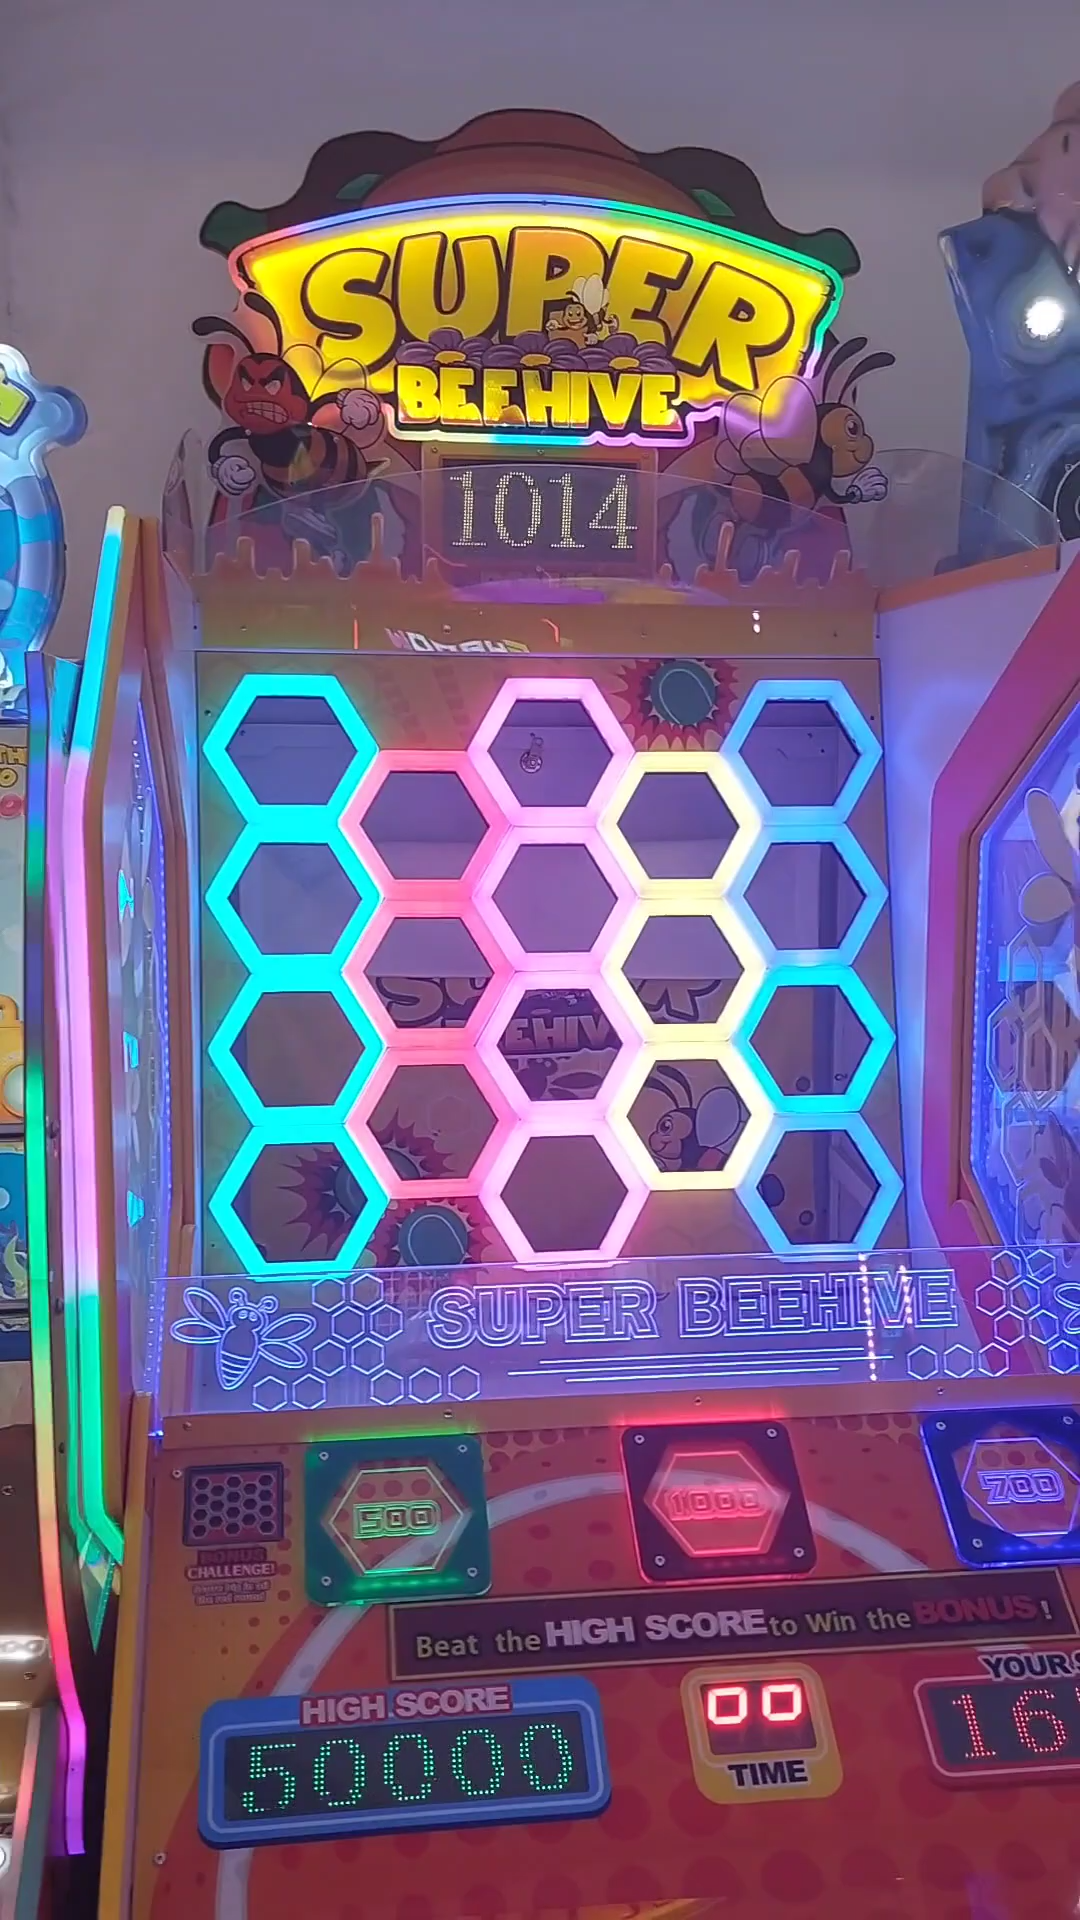 SUPER
BEEHIVE
1014
SUPER BEEHIVE
500
1000
700
BONUS
CHALLENGE!
Beat the HIGH SCORE to Win the BONUS!
HIGH SCORE
50000
00
TIME
YOUR
16